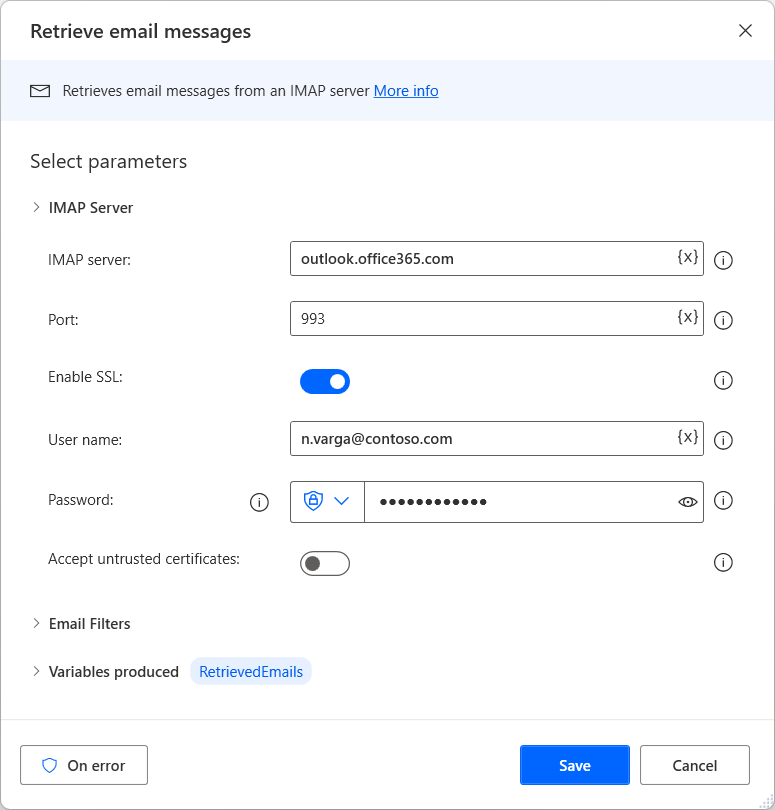 Retrieve email messages
Retrieves email messages from an IMAP server More info
Select parameters
IMAP Server
IMAP server: outlook.office365.com {x}
Port: 993 {x}
Enable SSL:
User name: n.varga@contoso.com {x}
Password: ••••••••••••
Accept untrusted certificates:
Email Filters
Variables produced RetrievedEmails
On error Save Cancel